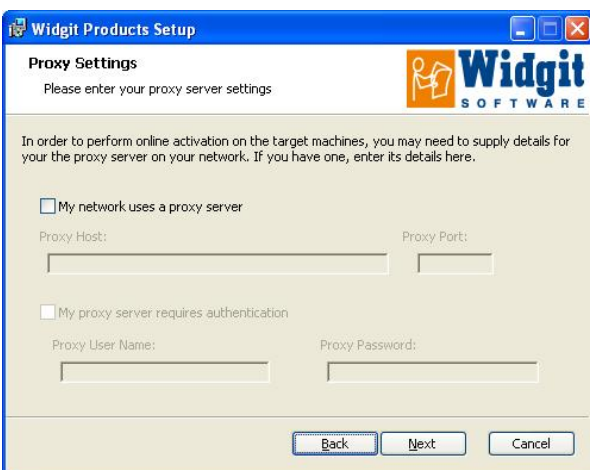 Widgit Products Setup
Proxy Settings
Please enter your proxy server settings
Widgit
SOFTWARE
In order to perform online activation on the target machines, you may need to supply details for
your the proxy server on your network. If you have one, enter its details here.
My network uses a proxy server
Proxy Host: Proxy Port:
My proxy server requires authentication
Proxy User Name: Proxy Password:
Back Next Cancel